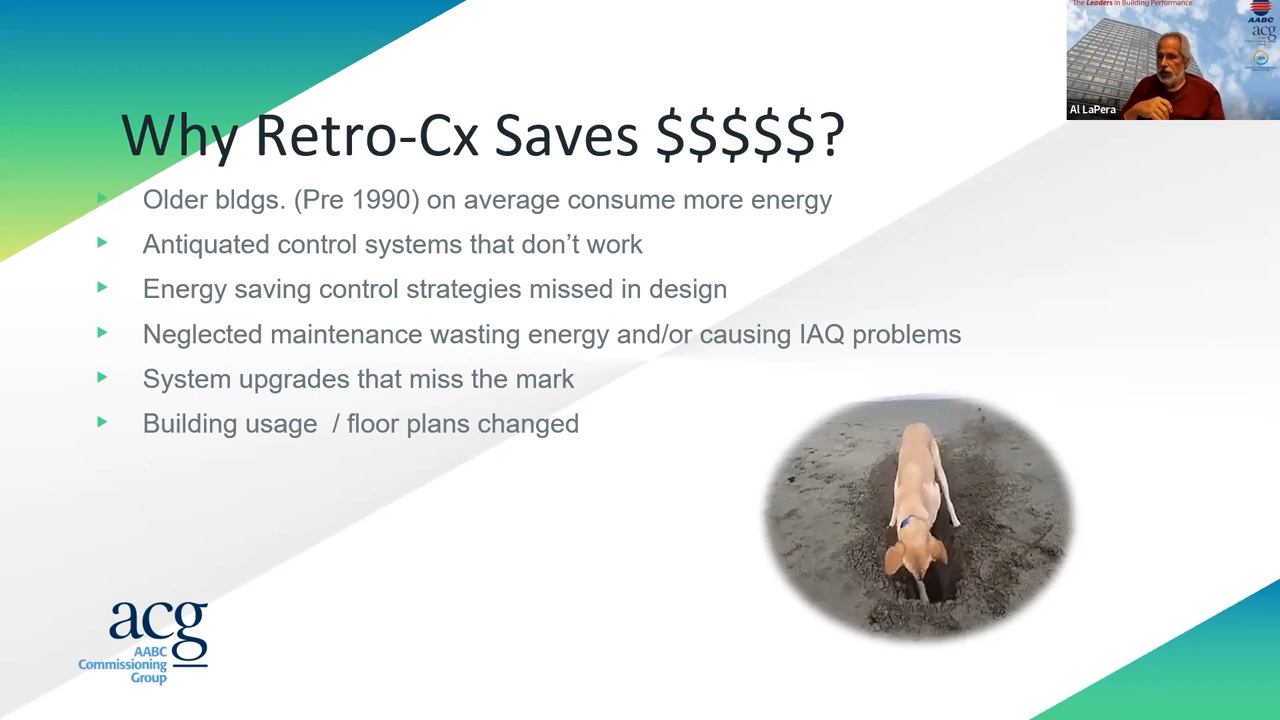 The Leaders in Building Performance
AABC
acg
Al LaPera
Why Retro-Cx Saves $$$$$?
Older bldgs. (Pre 1990) on average consume more energy
Antiquated control systems that don’t work
Energy saving control strategies missed in design
Neglected maintenance wasting energy and/or causing IAQ problems
System upgrades that miss the mark
Building usage / floor plans changed
acg
AABC
Commissioning
Group